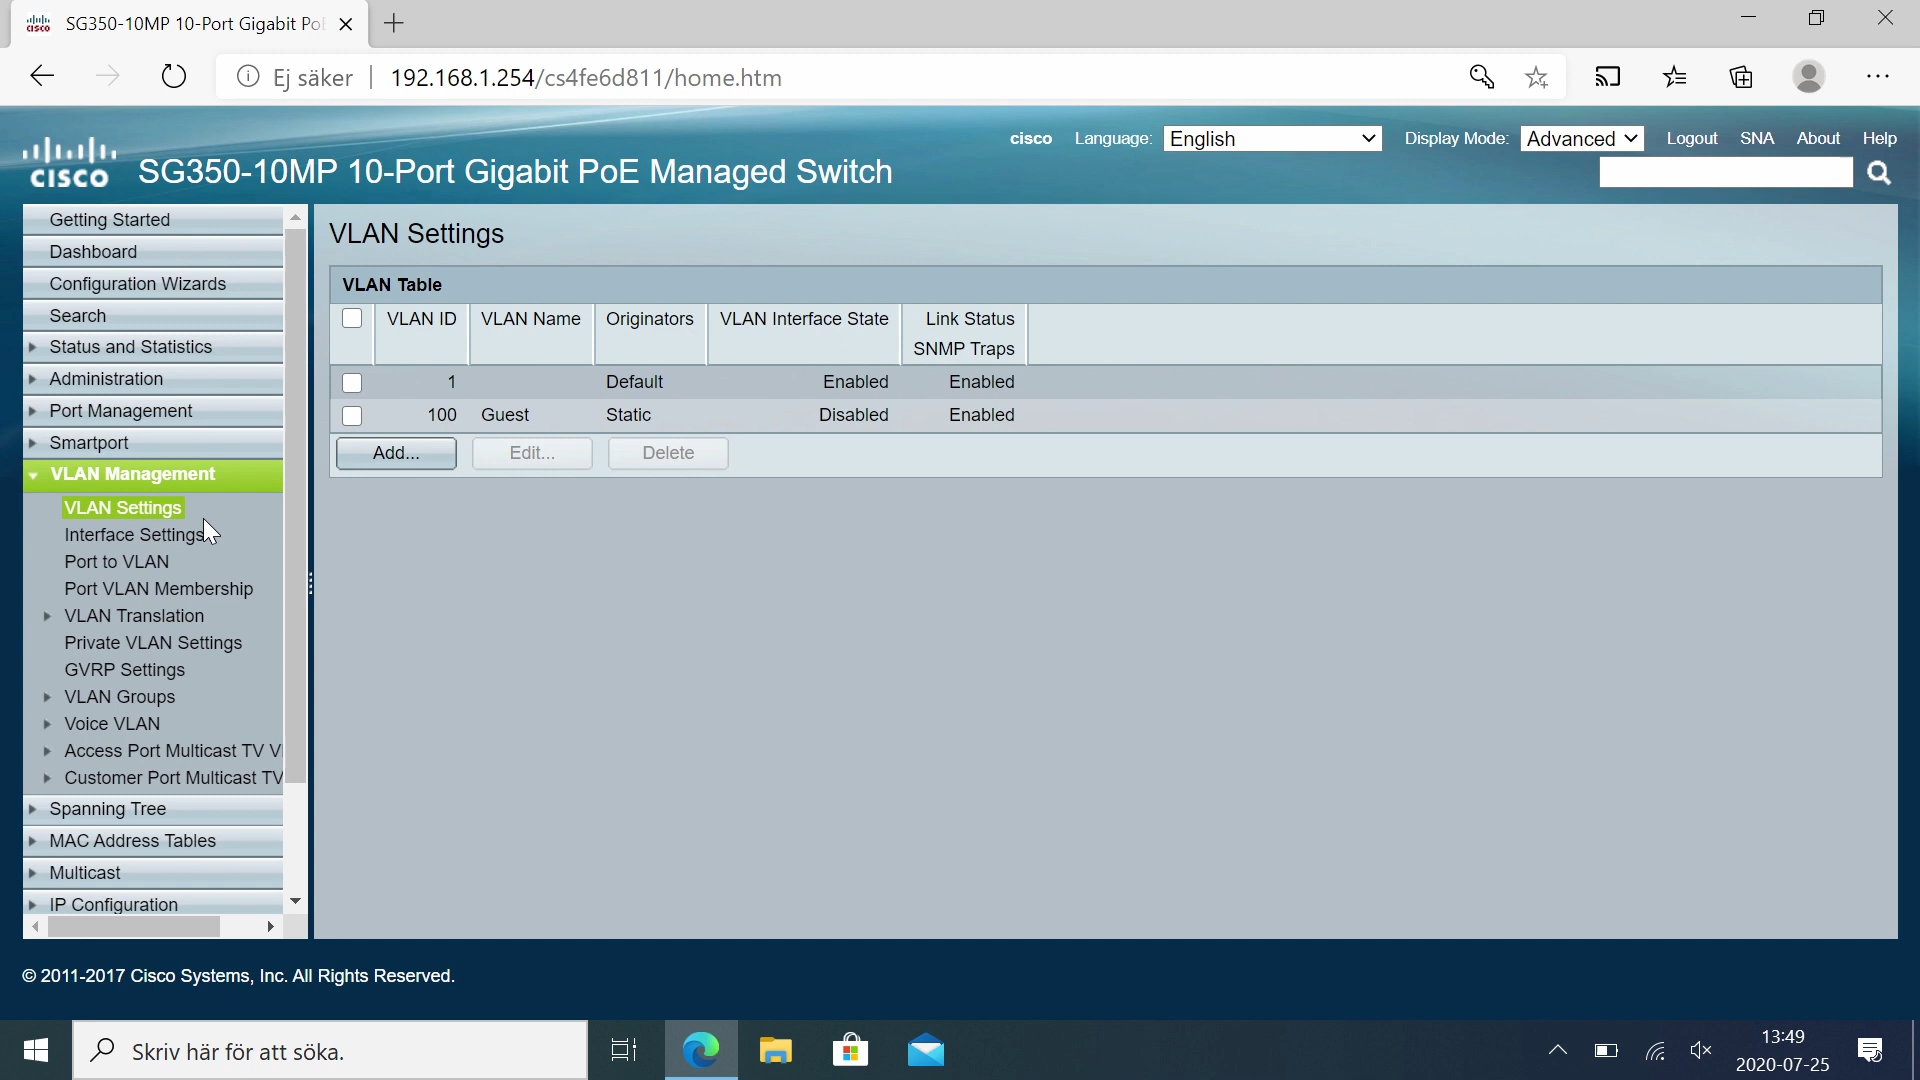 SG350-10MP 10-Port Gigabit Po
Ej säker
192.168.1.254/cs4fe6d811/home.htm
cisco
SG350-10MP 10-Port Gigabit PoE Managed Switch
cisco Language: English Display Mode: Advanced Logout SNA About Help
Getting Started
Dashboard
Configuration Wizards
Search
Status and Statistics
Administration
Port Management
Smartport
VLAN Management
VLAN Settings
Interface Settings
Port to VLAN
Port VLAN Membership
VLAN Translation
Private VLAN Settings
GVRP Settings
VLAN Groups
Voice VLAN
Access Port Multicast TV V
Customer Port Multicast TV
Spanning Tree
MAC Address Tables
Multicast
IP Configuration
VLAN Settings
VLAN Table
VLAN ID VLAN Name Originators VLAN Interface State Link Status
SNMP Traps
1 Default Enabled Enabled
100 Guest Static Disabled Enabled
Add... Edit... Delete
© 2011-2017 Cisco Systems, Inc. All Rights Reserved.
Skriv här för att söka.
13:49
2020-07-25